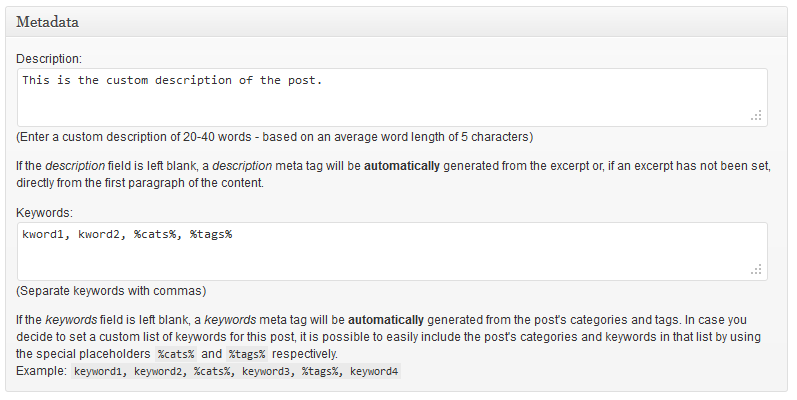 Metadata
Description:
This is the custom description of the post.
(Enter a custom description of 20-40 words - based on an average word length of 5 characters)
If the description field is left blank, a description meta tag will be automatically generated from the excerpt or, if an excerpt has not been set,
directly from the first paragraph of the content.
Keywords:
kword1, kword2, %cats%, %tags%
(Separate keywords with commas)
If the keywords field is left blank, a keywords meta tag will be automatically generated from the post's categories and tags. In case you
decide to set a custom list of keywords for this post, it is possible to easily include the post's categories and keywords in that list by using
the special placeholders %cats% and %tags% respectively.
Example: keyword1, keyword2, %cats%, keyword3, %tags%, keyword4